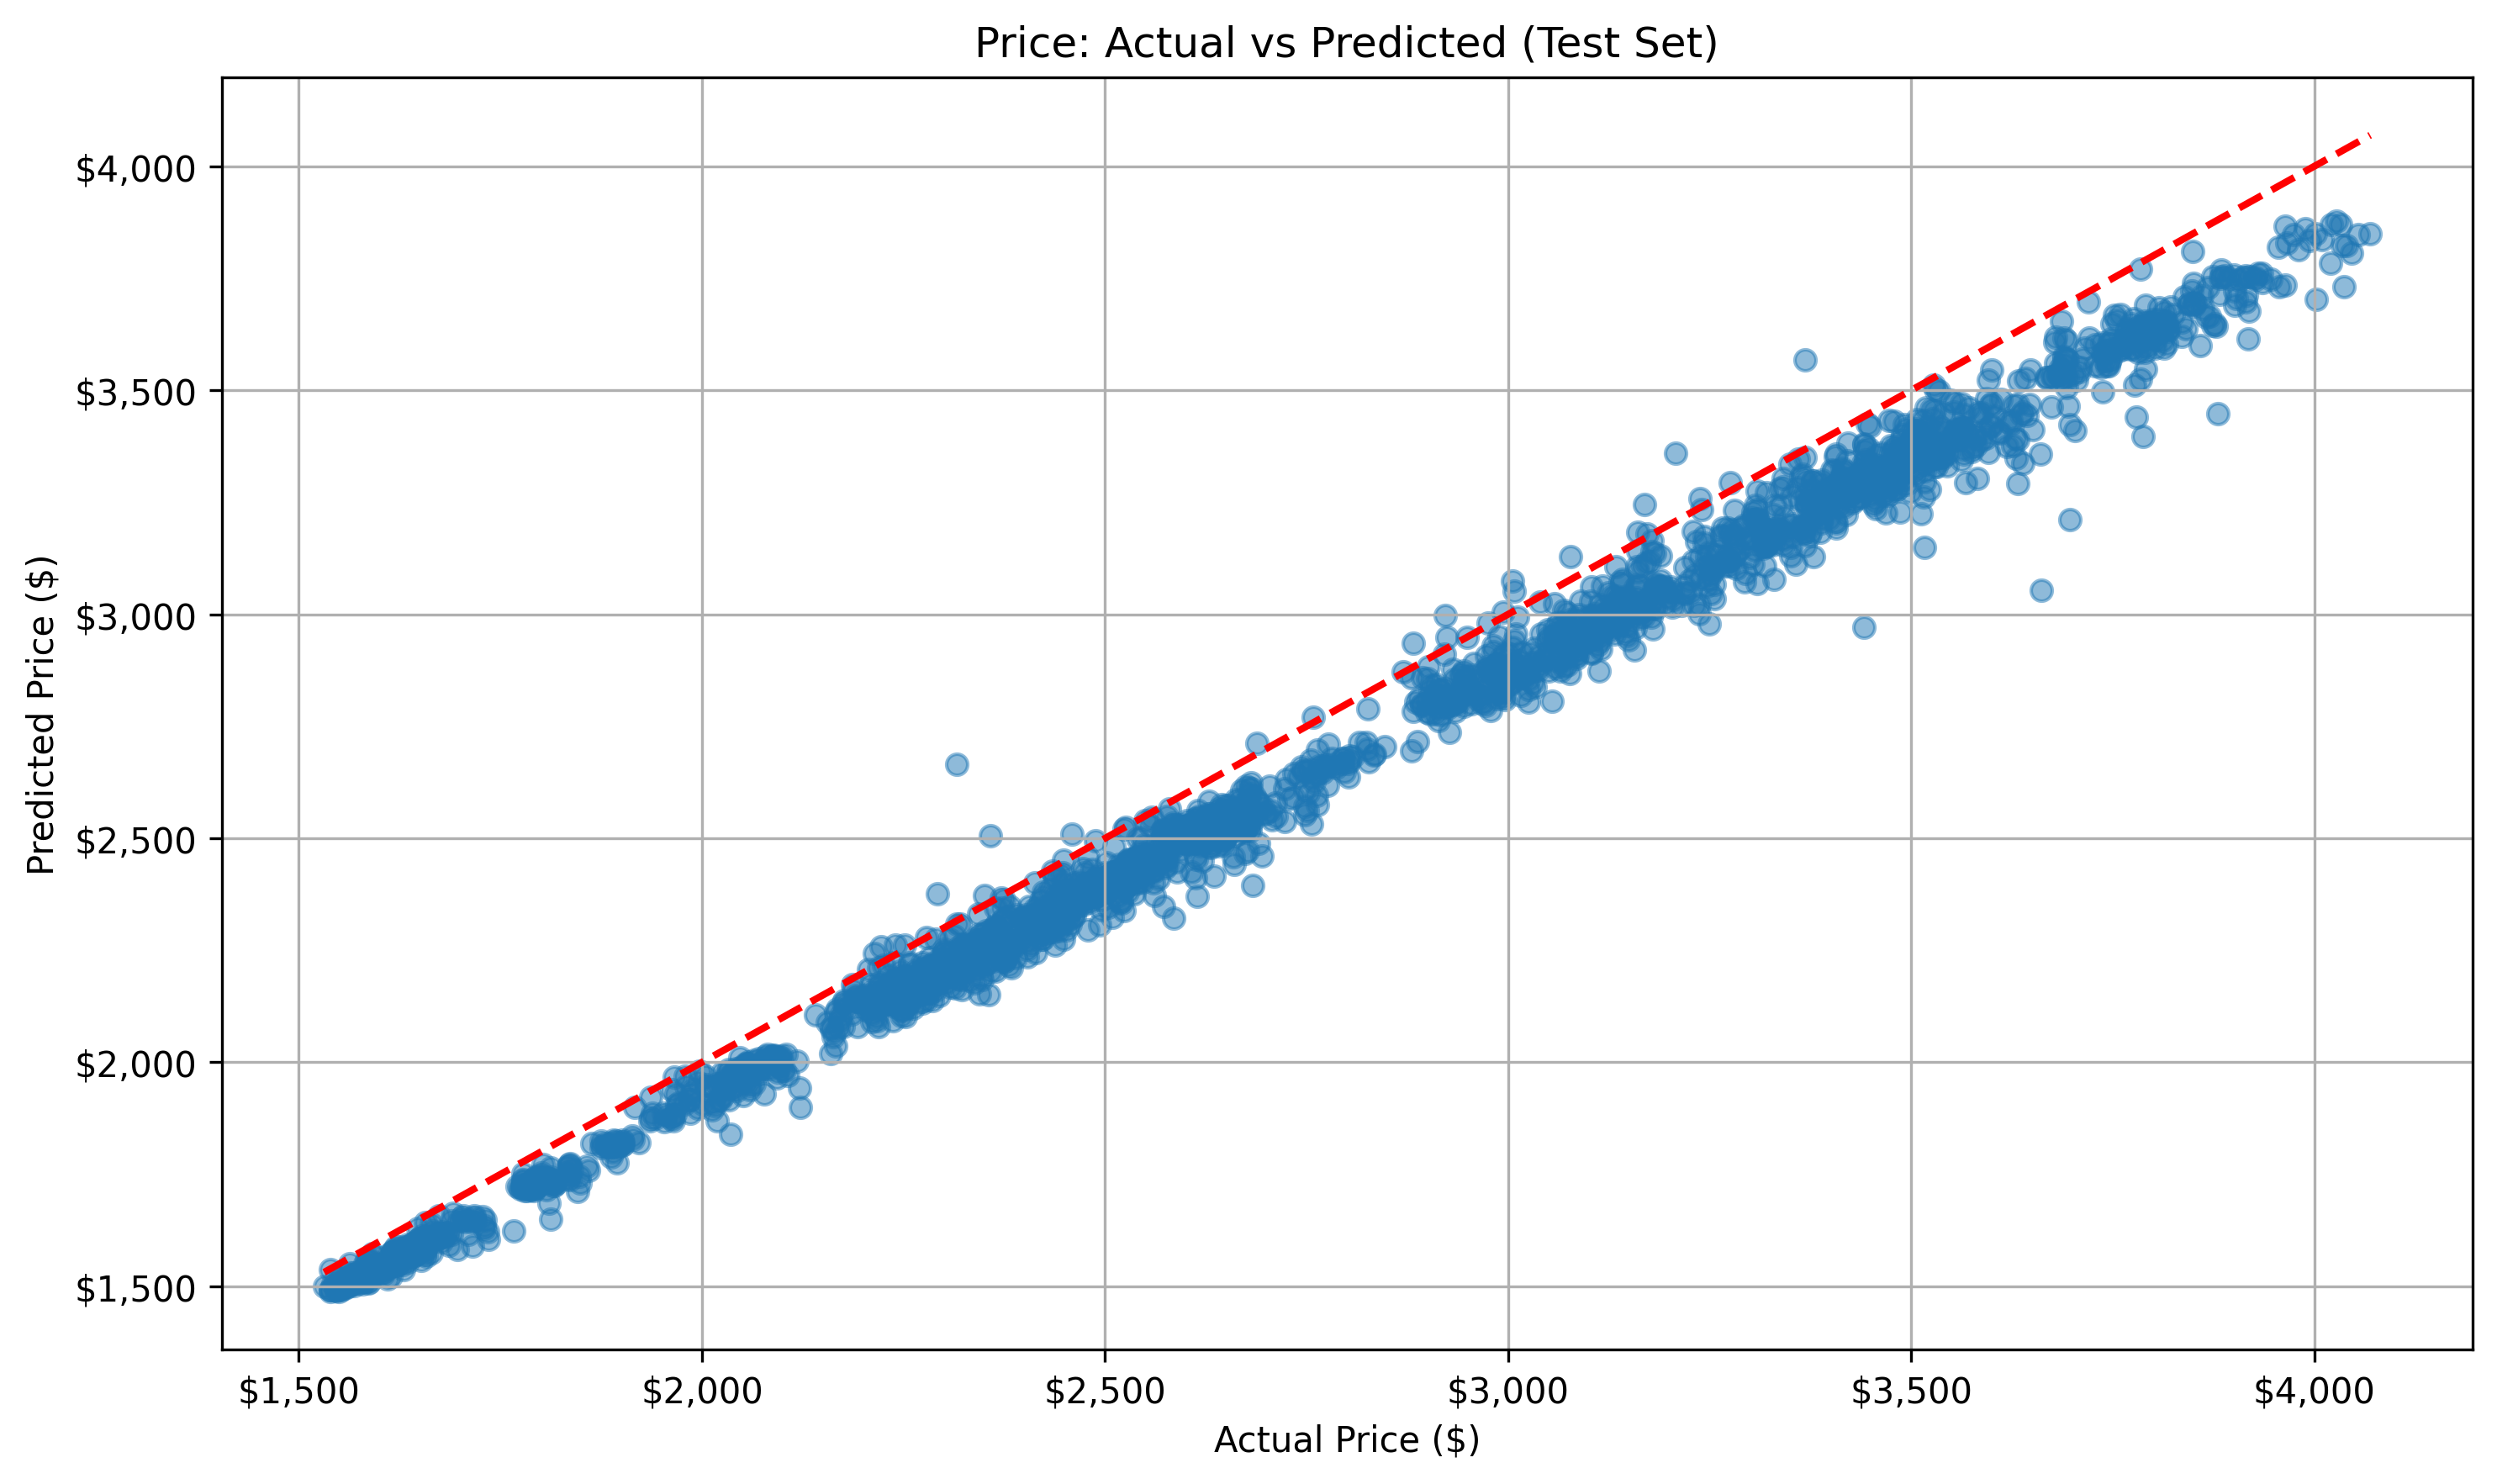 Price: Actual vs Predicted (Test Set)
Predicted Price ($)
$4,000
$3,500
$3,000
$2,500
$2,000
$1,500
$1,500 $2,000 $2,500 $3,000 $3,500 $4,000
Actual Price ($)